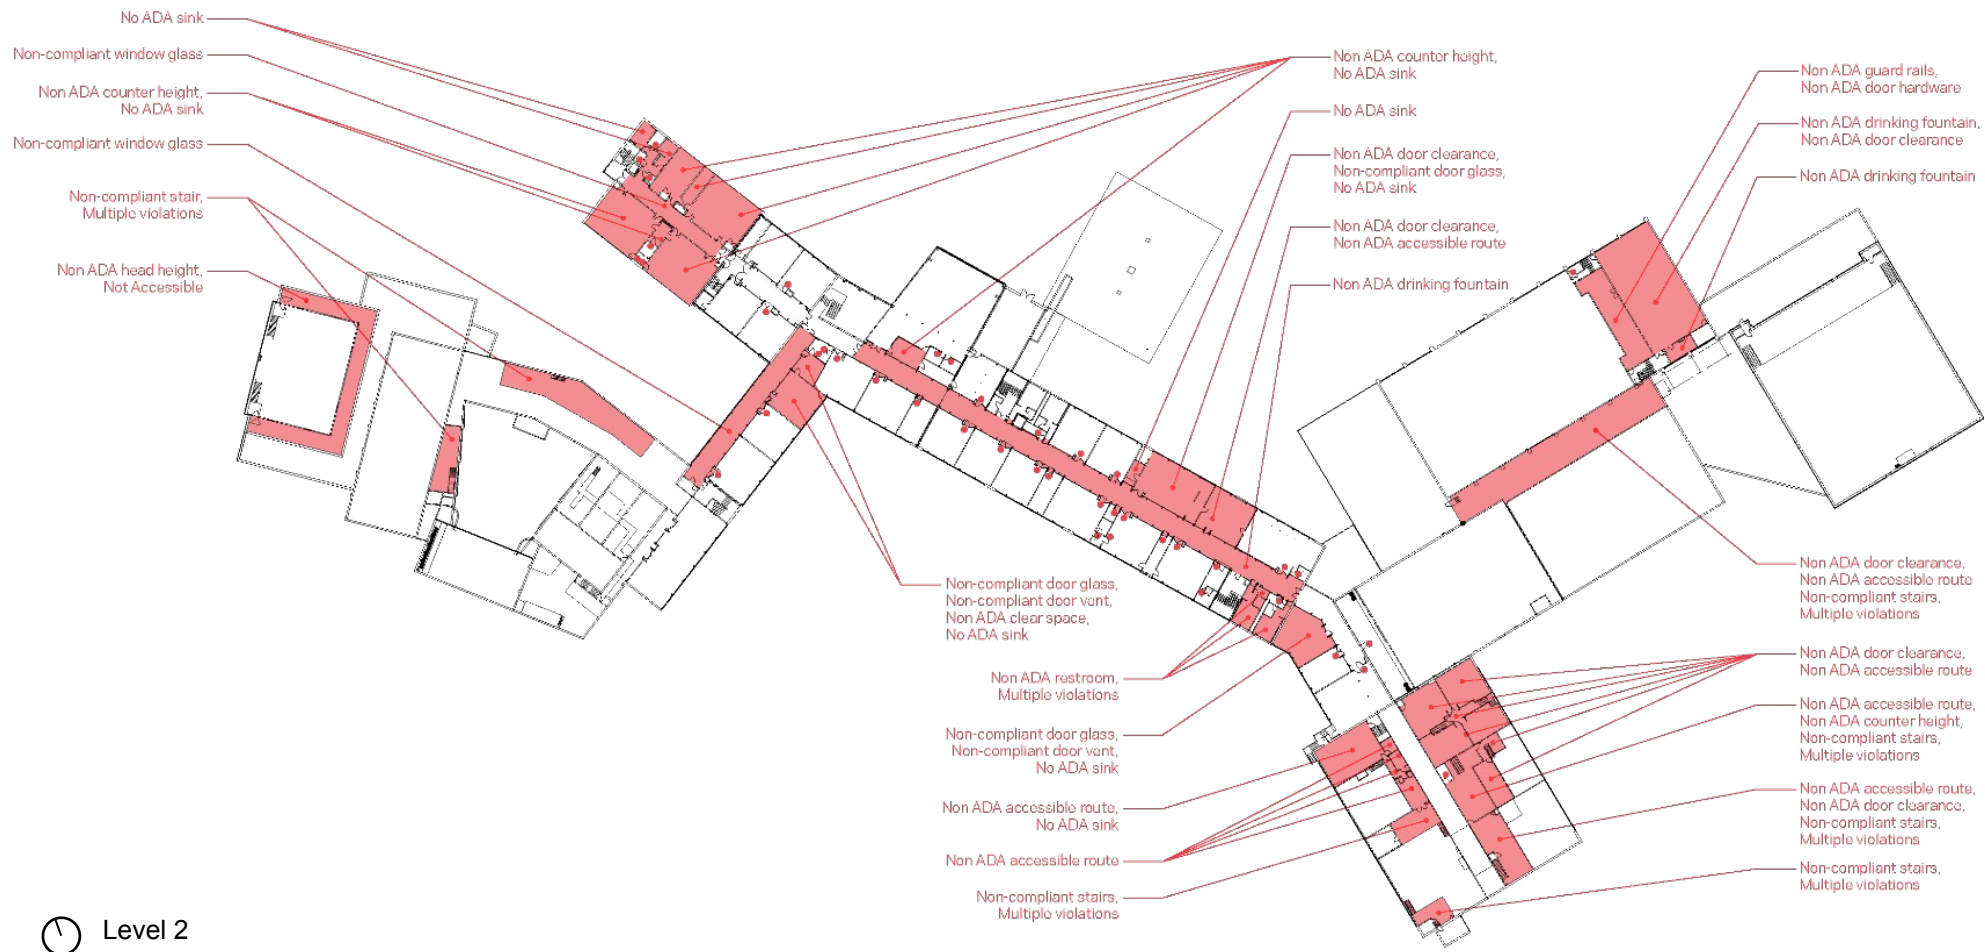 No ADA sink
Non-compliant window glass
Non ADA counter height,
No ADA sink
Non-compliant window glass
Non-compliant stair,
Multiple violations
Non ADA head height,
Not Accessible
Non ADA counter height,
No ADA sink
No ADA sink
Non ADA door clearance,
Non-compliant door glass,
No ADA sink
Non ADA door clearance,
Non ADA accessible route
Non ADA drinking fountain
Non ADA guard rails,
Non ADA door hardware
Non ADA drinking fountain,
Non ADA door clearance
Non ADA drinking fountain
Non-compliant door glass,
Non-compliant door vent,
Non ADA clear space,
No ADA sink
Non ADA restroom,
Multiple violations
Non-compliant door glass,
Non-compliant door vent,
No ADA sink
Non ADA accessible route,
No ADA sink
Non ADA accessible route
Non-compliant stairs,
Multiple violations
Non ADA door clearance,
Non ADA accessible route
Non-compliant stairs,
Multiple violations
Non ADA door clearance,
Non ADA accessible route
Non ADA accessible route,
Non ADA counter height,
Non-compliant stairs,
Multiple violations
Non ADA accessible route,
Non ADA door clearance,
Non-compliant stairs,
Multiple violations
Non-compliant stairs,
Multiple violations
Level 2